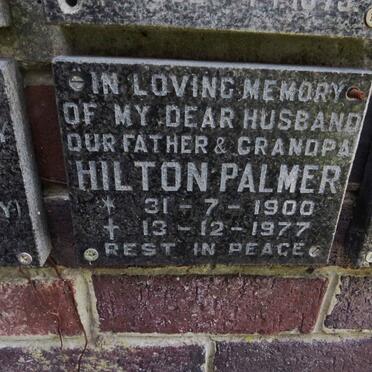 IN LOVING MEMORY
OF MY DEAR HUSBAND
OUR FATHER & GRANDPA
HILTON PALMER
* 31-7-1900
† 13-12-1977
REST IN PEACE